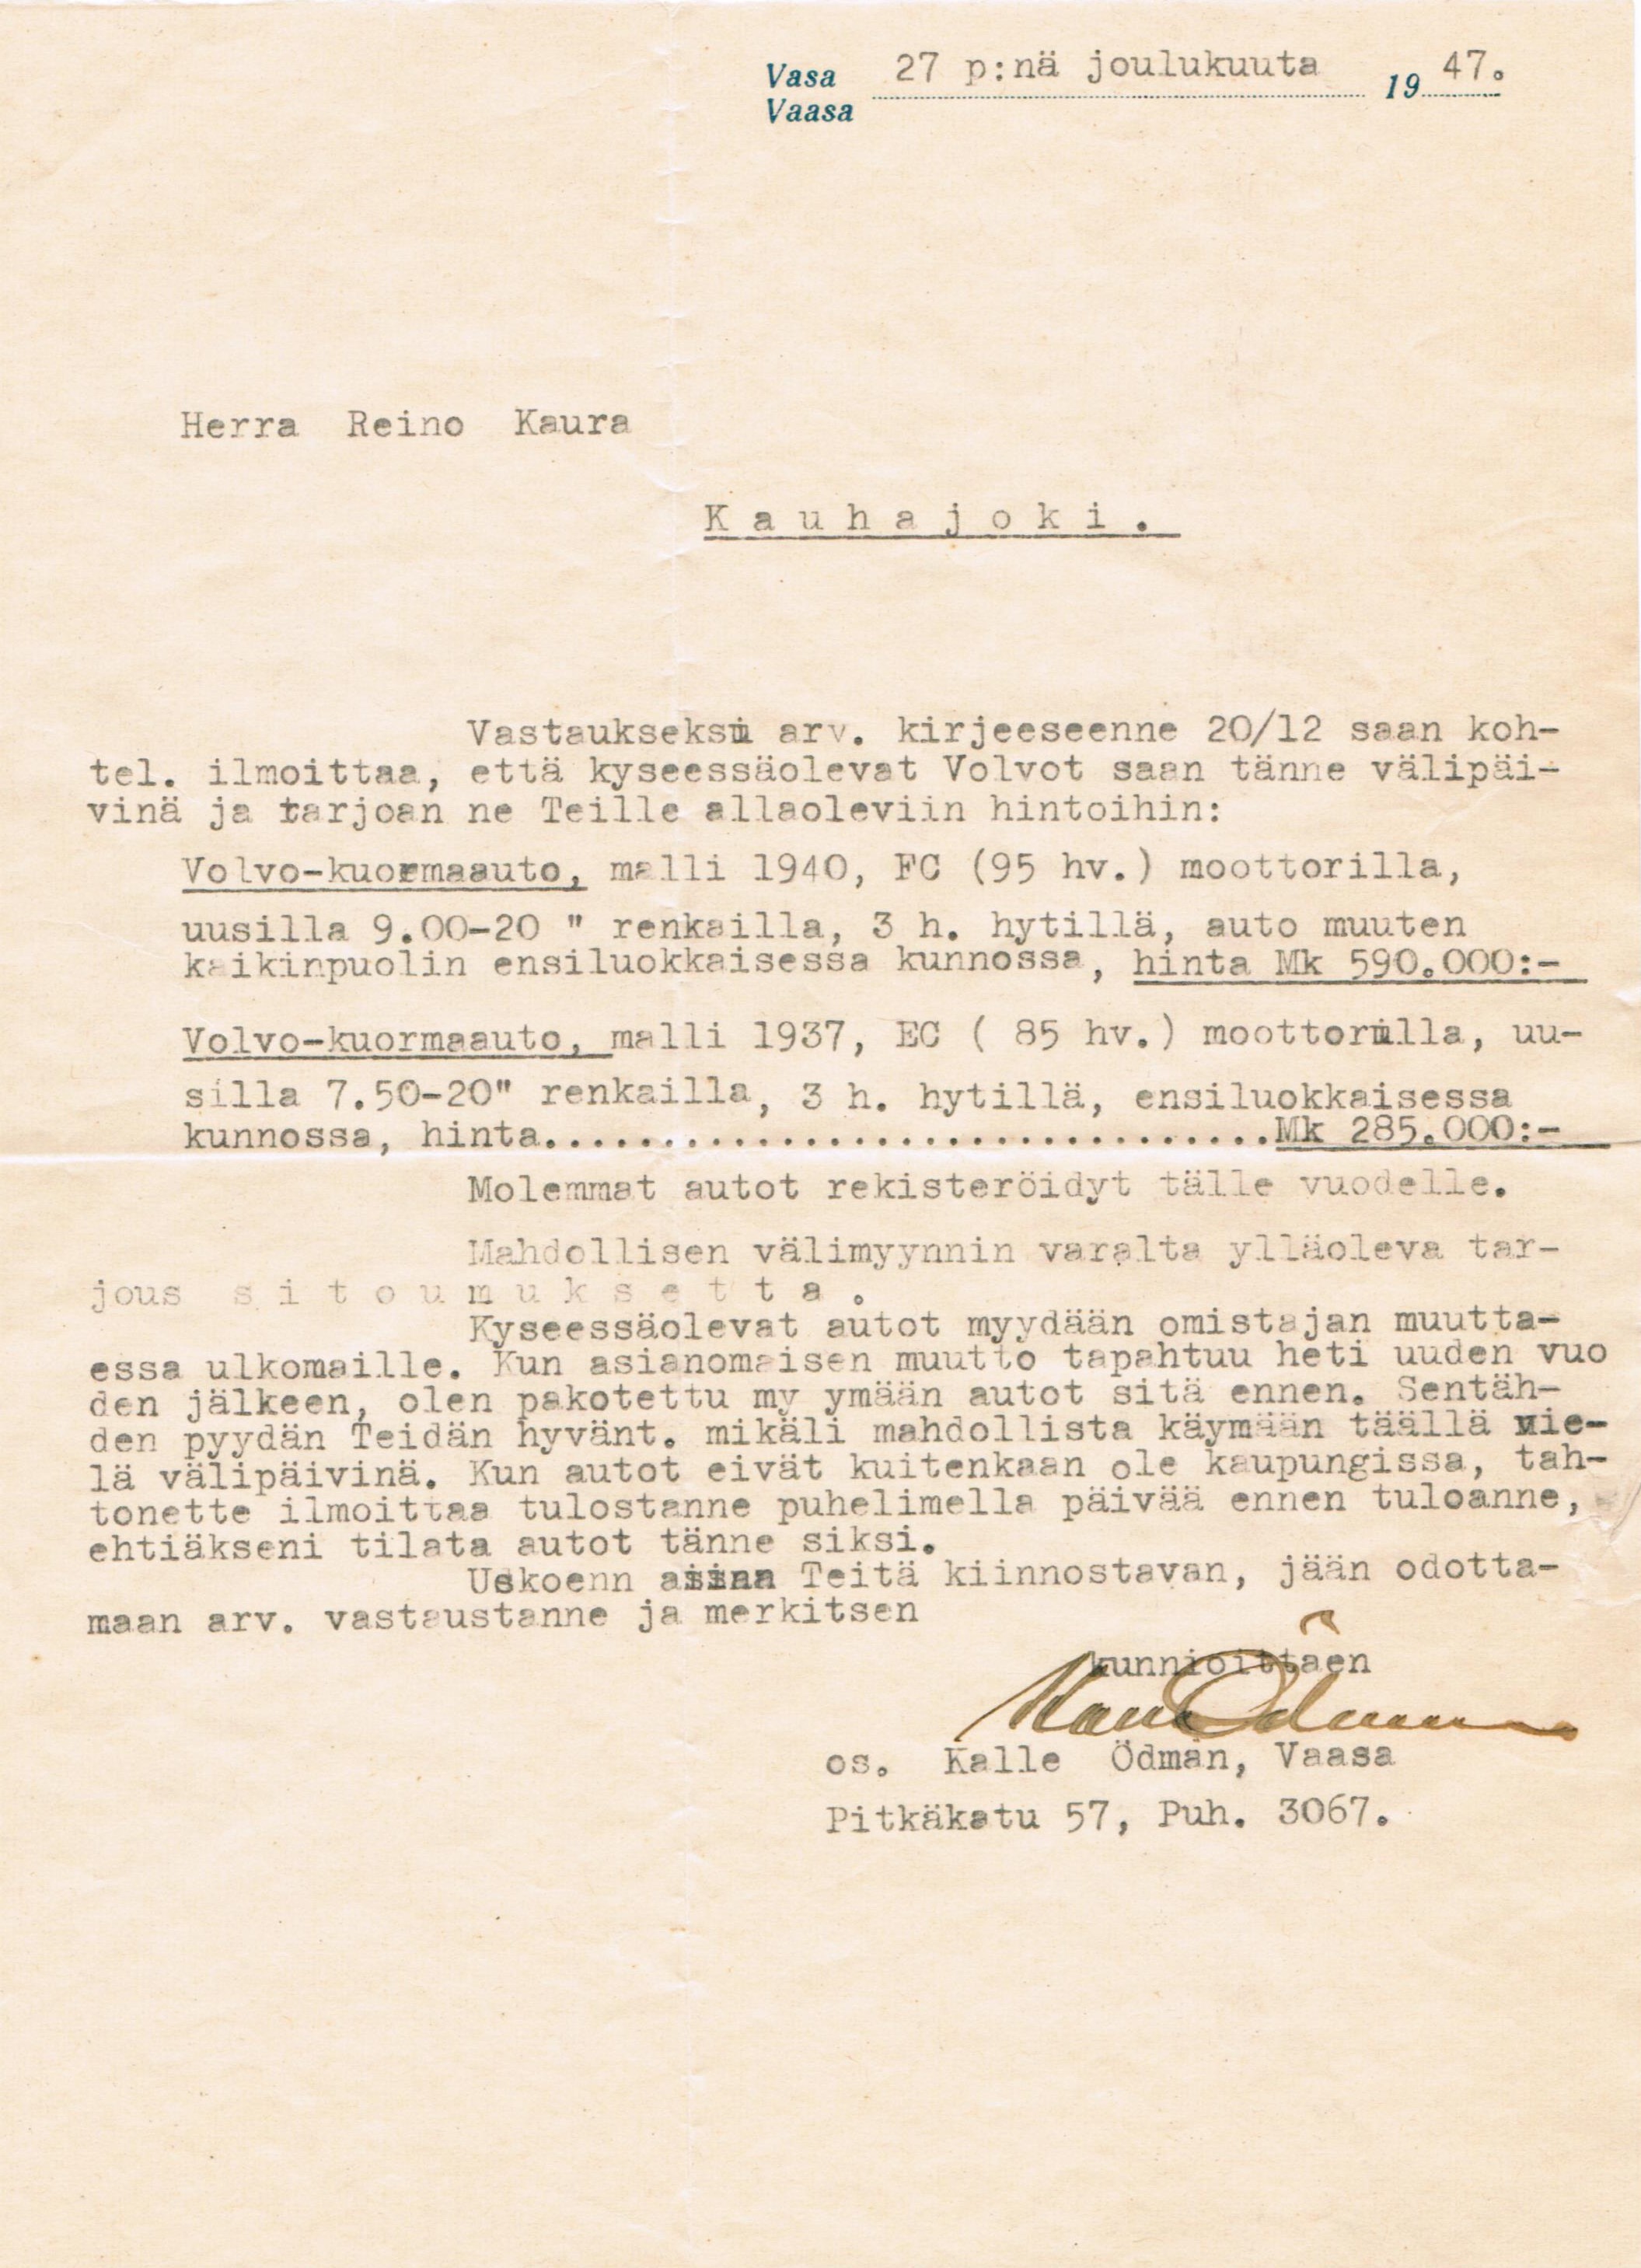 Vasa 27 p:nä joulukuuta 19 47.
Vaasa
Herra Reino Kaura
K a u h a j o k i .
Vastaukseksi arv. kirjeeseenne 20/12 saan koh-
tel. ilmoittaa, että kyseessäolevat Volvot saan tänne välipäi-
vinä ja tarjoan ne Teille allaoleviin hintoihin:
Volvo-kuormaauto, malli 1940, FC (95 hv.) moottorilla,
uusilla 9.00-20 " renkailla, 3 h. hytillä, auto muuten
kaikinpuolin ensiluokkaisessa kunnossa, hinta Mk 590.000:-
Volvo-kuormaauto, malli 1937, EC ( 85 hv.) moottorilla, uu-
silla 7.50-20" renkailla, 3 h. hytillä, ensiluokkaisessa
kunnossa, hinta...............................Mk 285.000:-
Molemmat autot rekisteröidyt tälle vuodelle.
Mahdollisen välimyynnin varalta ylläoleva tar-
jous s i t o u m u k s e t t a .
Kyseessäolevat autot myydään omistajan muutta-
essa ulkomaille. Kun asianomaisen muutto tapahtuu heti uuden vuo
den jälkeen, olen pakotettu my ymään autot sitä ennen. Sentäh-
den pyydän Teidän hyvänt. mikäli mahdollista käymään täällä vie-
lä välipäivinä. Kun autot eivät kuitenkaan ole kaupungissa, tah-
tonette ilmoittaa tulostanne puhelimella päivää ennen tuloanne,
ehtiäkseni tilata autot tänne siksi.
Uskoenn asian Teitä kiinnostavan, jään odotta-
maan arv. vastaustanne ja merkitsen
kunnioittaen
os. Kalle Ödman, Vaasa
Pitkäkatu 57, Puh. 3067.